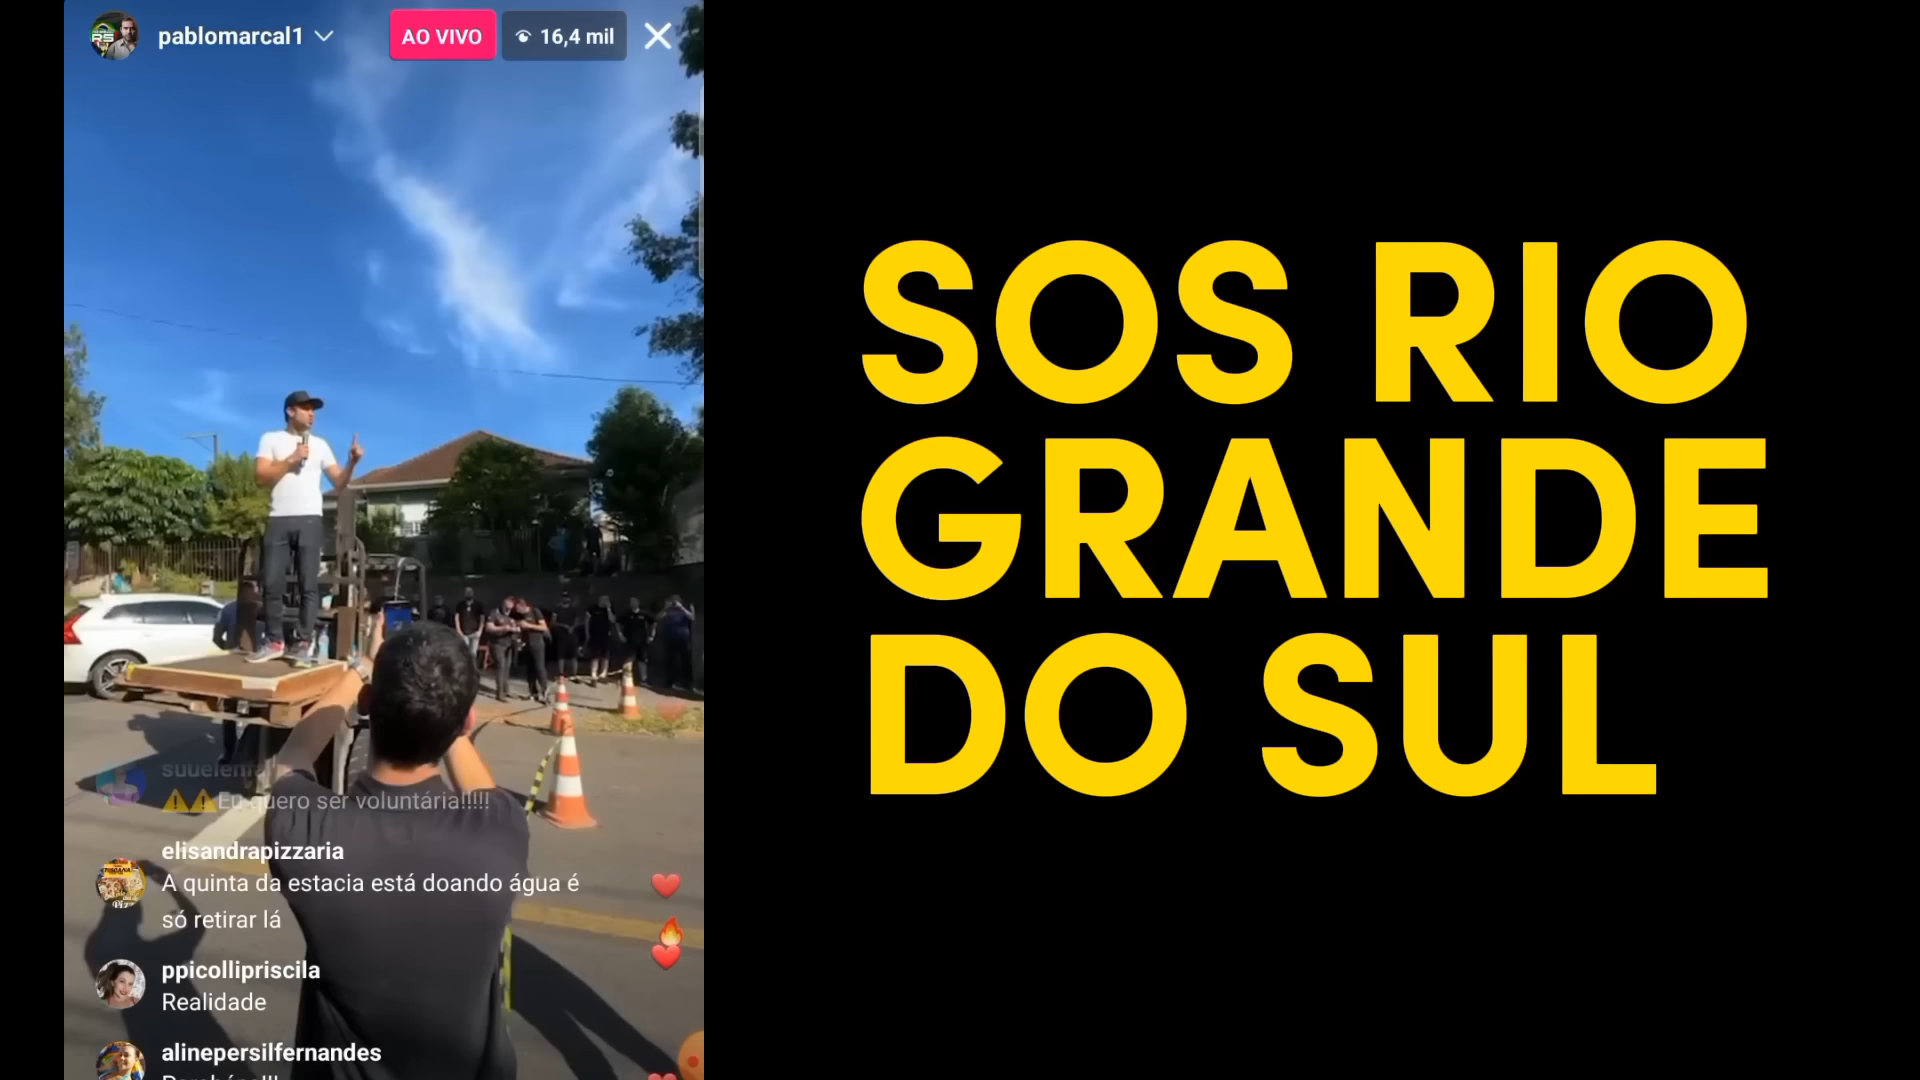 pablomarcal1
AO VIVO
16,4 mil
RS
SOS RIO
GRANDE
DO SUL
⚠️⚠️Eu quero ser voluntária!!!!!
elisandrapizzaria
A quinta da estacia está doando água é
só retirar lá
ppicollipriscila
Realidade
alinepersilfernandes